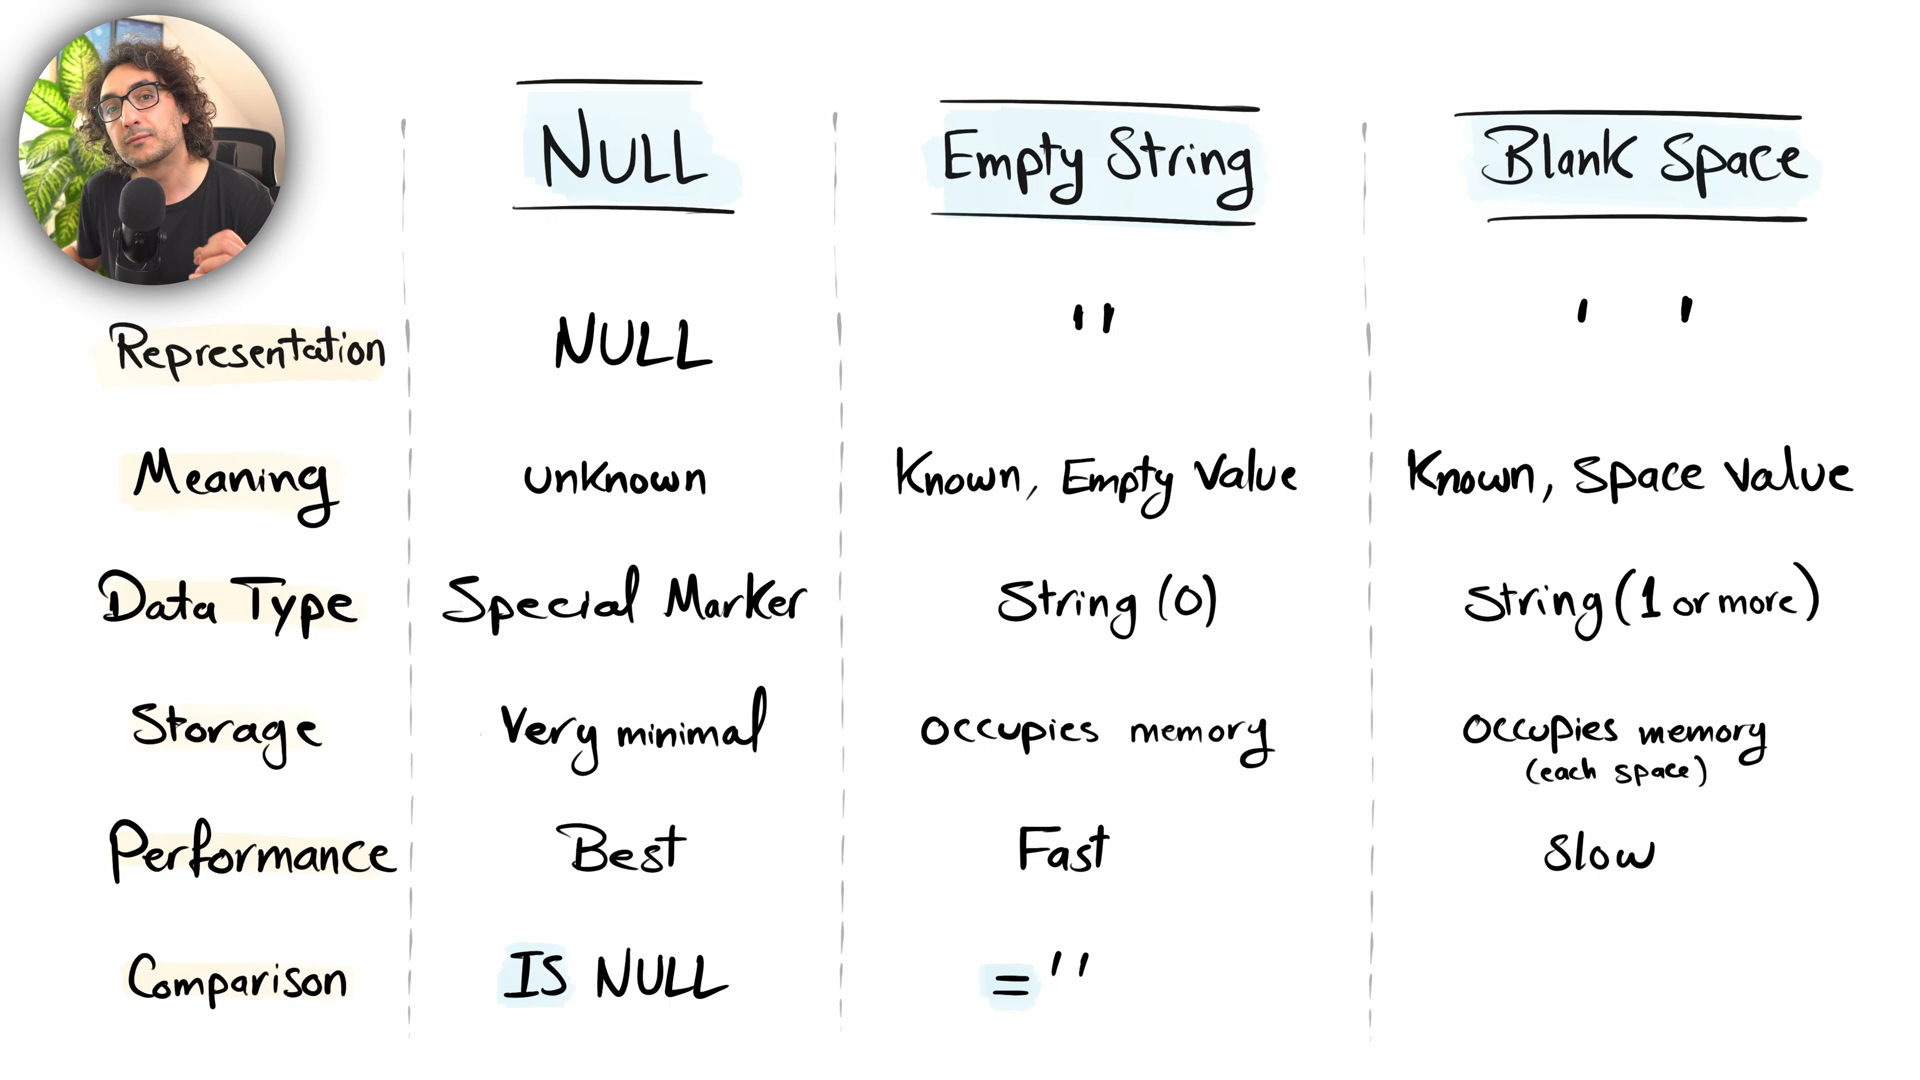 NULL Empty String Blank Space
Representation NULL '' ' '
Meaning unknown Known, Empty Value Known, Space Value
Data Type Special Marker String (0) String (1 or more)
Storage Very minimal occupies memory occupies memory
(each space)
Performance Best Fast Slow
Comparison IS NULL = ''